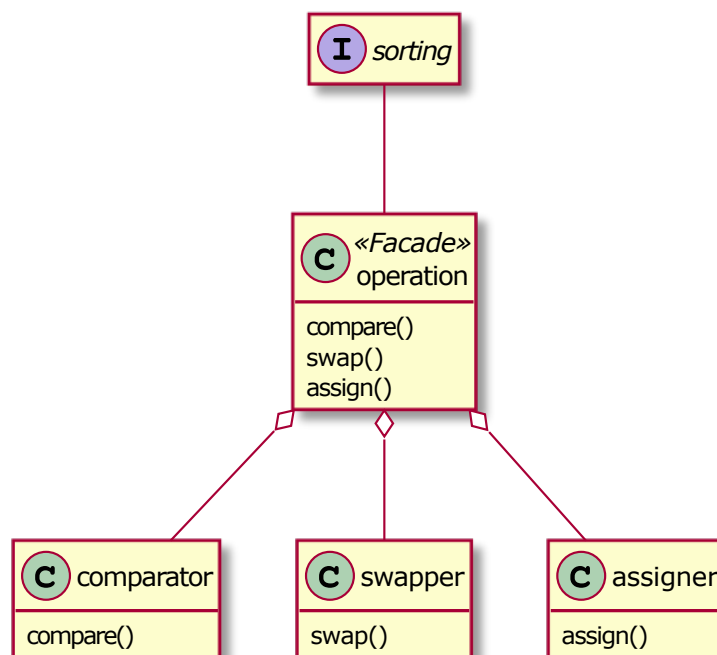 I sorting
«Facade»
C operation
compare()
swap()
assign()
C comparator
compare()
C swapper
swap()
C assigner
assign()